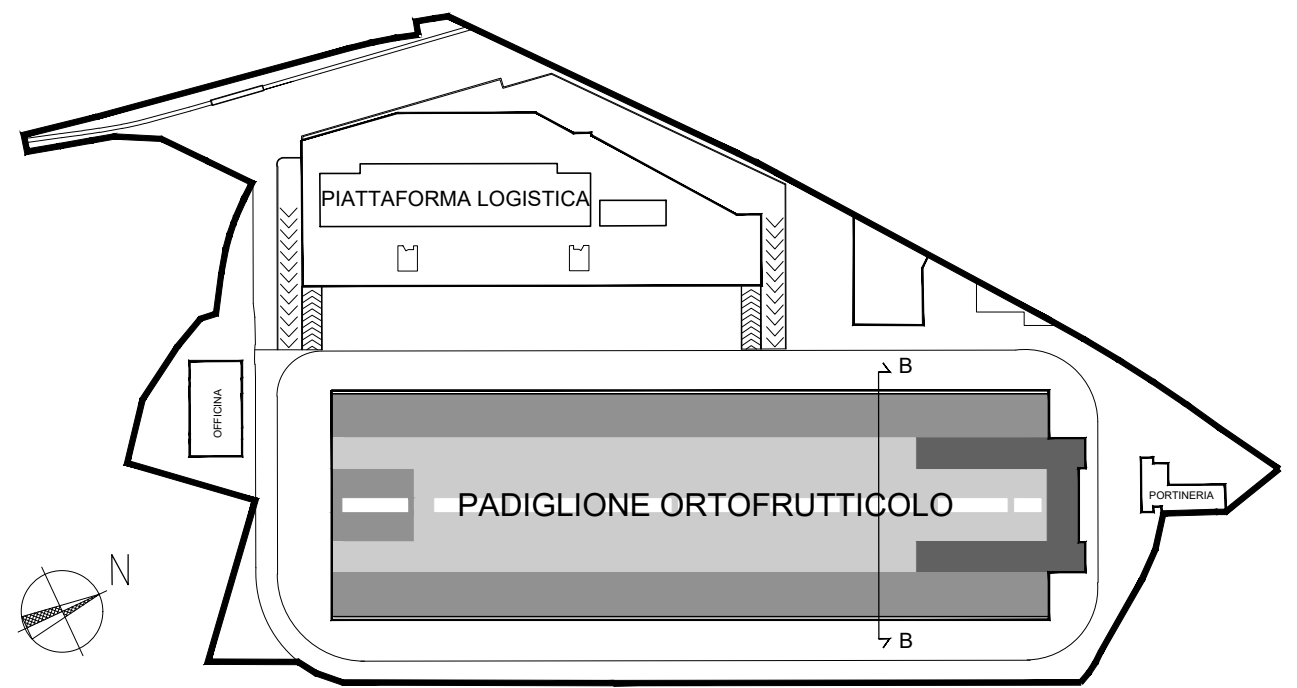 PIATTAFORMA LOGISTICA
B
OFFICINA
PADIGLIONE ORTOFRUTTICOLO
PORTINERIA
N
B